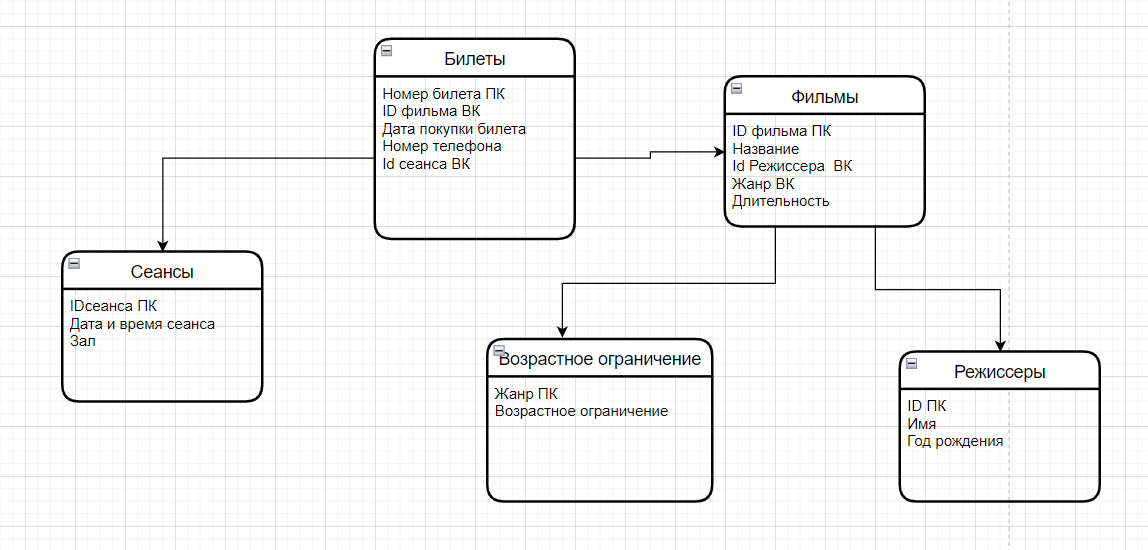 Билеты
Номер билета ПК
ID фильма ВК
Дата покупки билета
Номер телефона
Id сеанса ВК
Фильмы
ID фильма ПК
Название
Id Режиссера  ВК
Жанр ВК
Длительность
Сеансы
IDсеанса ПК
Дата и время сеанса
Зал
Возрастное ограничение
Жанр ПК
Возрастное ограничение
Режиссеры
ID ПК
Имя
Год рождения